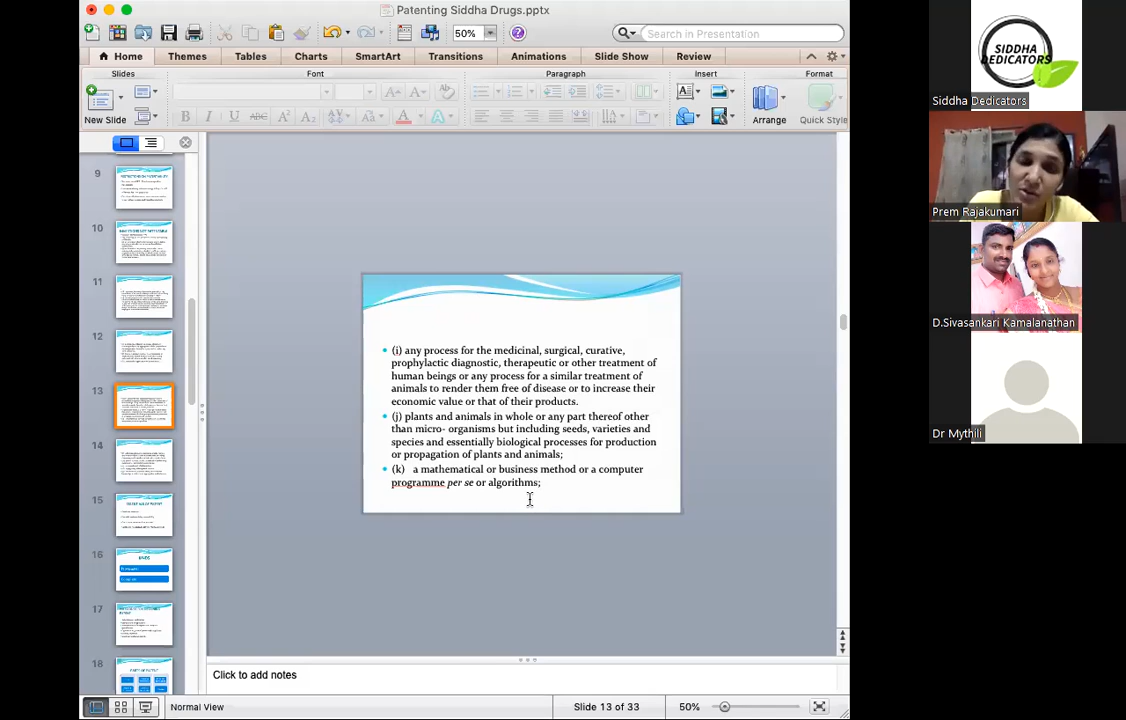 Patenting Siddha Drugs.pptx
50%
Search in Presentation
Home
Themes
Tables
Charts
SmartArt
Transitions
Animations
Slide Show
Review
Slides
Font
Paragraph
Insert
Format
New Slide
Arrange
Quick Style
9
10
11
12
13
14
15
16
17
18
(i) any process for the medicinal, surgical, curative,
prophylactic diagnostic, therapeutic or other treatment of
human beings or any process for a similar treatment of
animals to render them free of disease or to increase their
economic value or that of their products.
(j) plants and animals in whole or any part thereof other
than micro- organisms but including seeds, varieties and
species and essentially biological processes for production
or propagation of plants and animals;
(k) a mathematical or business method or a computer
programme per se or algorithms;
Click to add notes
Normal View
Slide 13 of 33
50%
SIDDHA
DEDICATORS
Siddha Dedicators
Prem Rajakumari
D.Sivasankari Kamalanathan
Dr Mythili